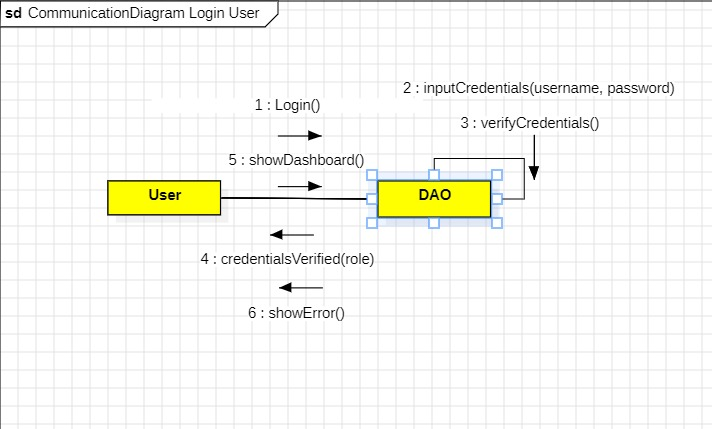 sd CommunicationDiagram Login User
2 : inputCredentials(username, password)
1 : Login()
3 : verifyCredentials()
5 : showDashboard()
User
DAO
4 : credentialsVerified(role)
6 : showError()